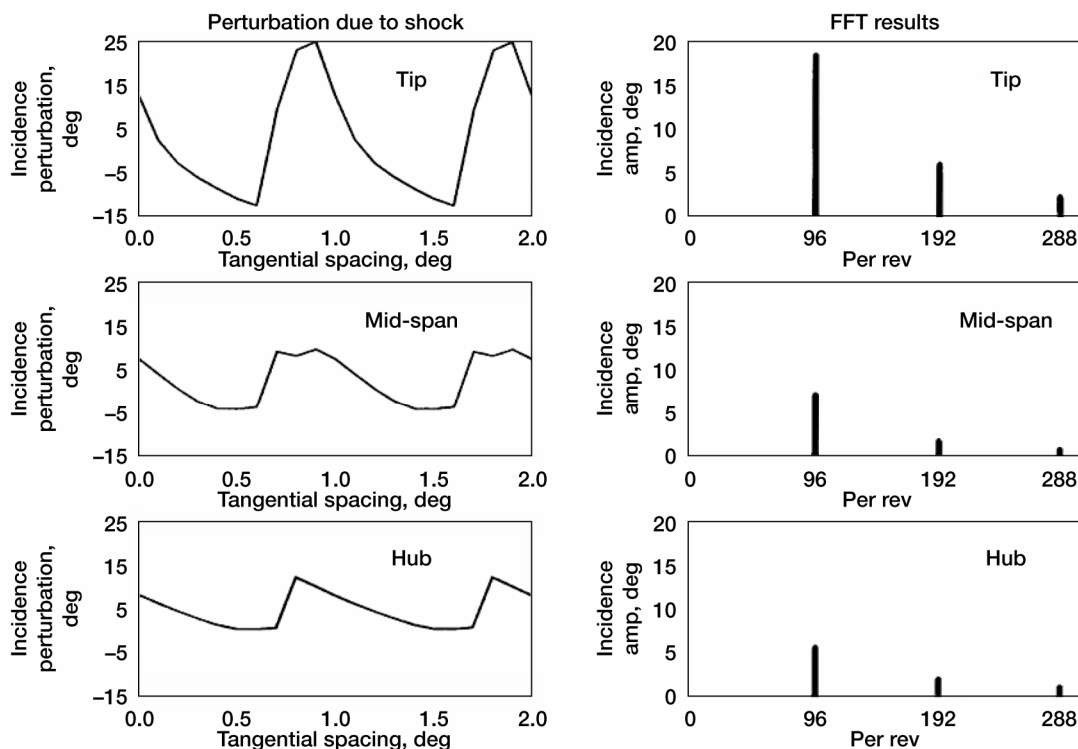 Perturbation due to shock
Incidence
perturbation,
deg
25
15
5
−5
−15
Tip
0.0 0.5 1.0 1.5 2.0
Tangential spacing, deg
FFT results
Incidence
amp, deg
20
15
10
5
0
Tip
0 96 192 288
Per rev
Incidence
perturbation,
deg
25
15
5
−5
−15
Mid-span
0.0 0.5 1.0 1.5 2.0
Tangential spacing, deg
Incidence
amp, deg
20
15
10
5
0
Mid-span
0 96 192 288
Per rev
Incidence
perturbation,
deg
25
15
5
−5
−15
Hub
0.0 0.5 1.0 1.5 2.0
Tangential spacing, deg
Incidence
amp, deg
20
15
10
5
0
Hub
0 96 192 288
Per rev